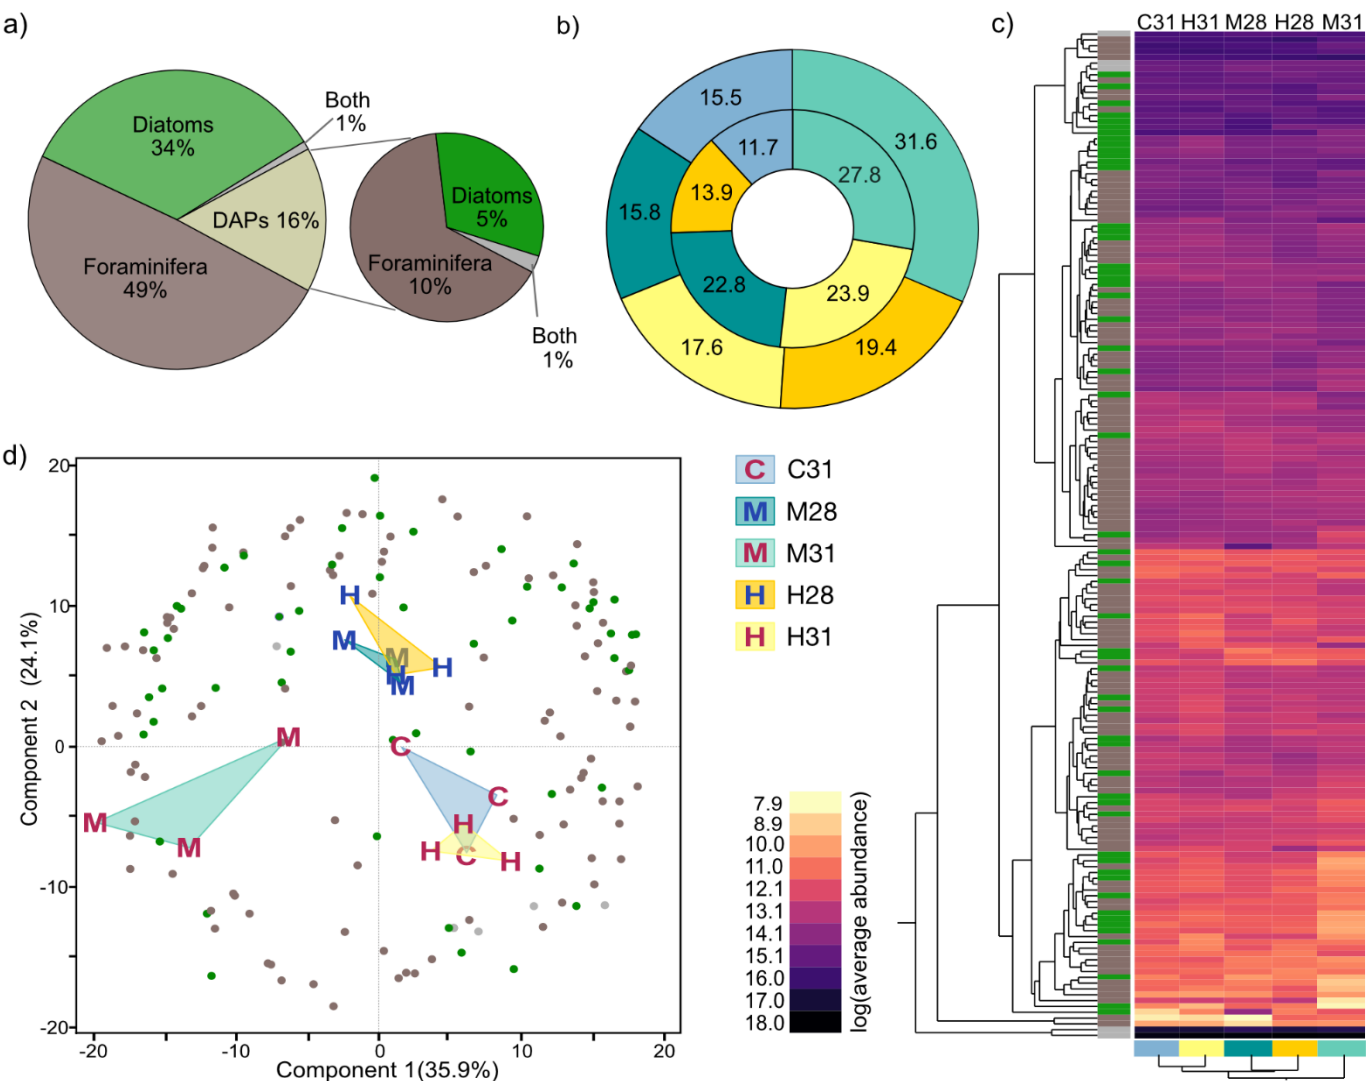 a)
Diatoms
34%
Both
1%
DAPs 16%
Foraminifera
49%
Diatoms
5%
Foraminifera
10%
Both
1%
b)
15.5
31.6
11.7
27.8
15.8
13.9
22.8
23.9
17.6
19.4
c)
C31 H31 M28 H28 M31
d)
20
10
0
-10
-20
Component 2 (24.1%)
H
M
M
H
H
M
M
C
M
M
C
H
H
C
H
-20
-10
0
10
20
Component 1(35.9%)
C C31
M M28
M M31
H H28
H H31
7.9
8.9
10.0
11.0
12.1
13.1
14.1
15.1
16.0
17.0
18.0
log(average abundance)